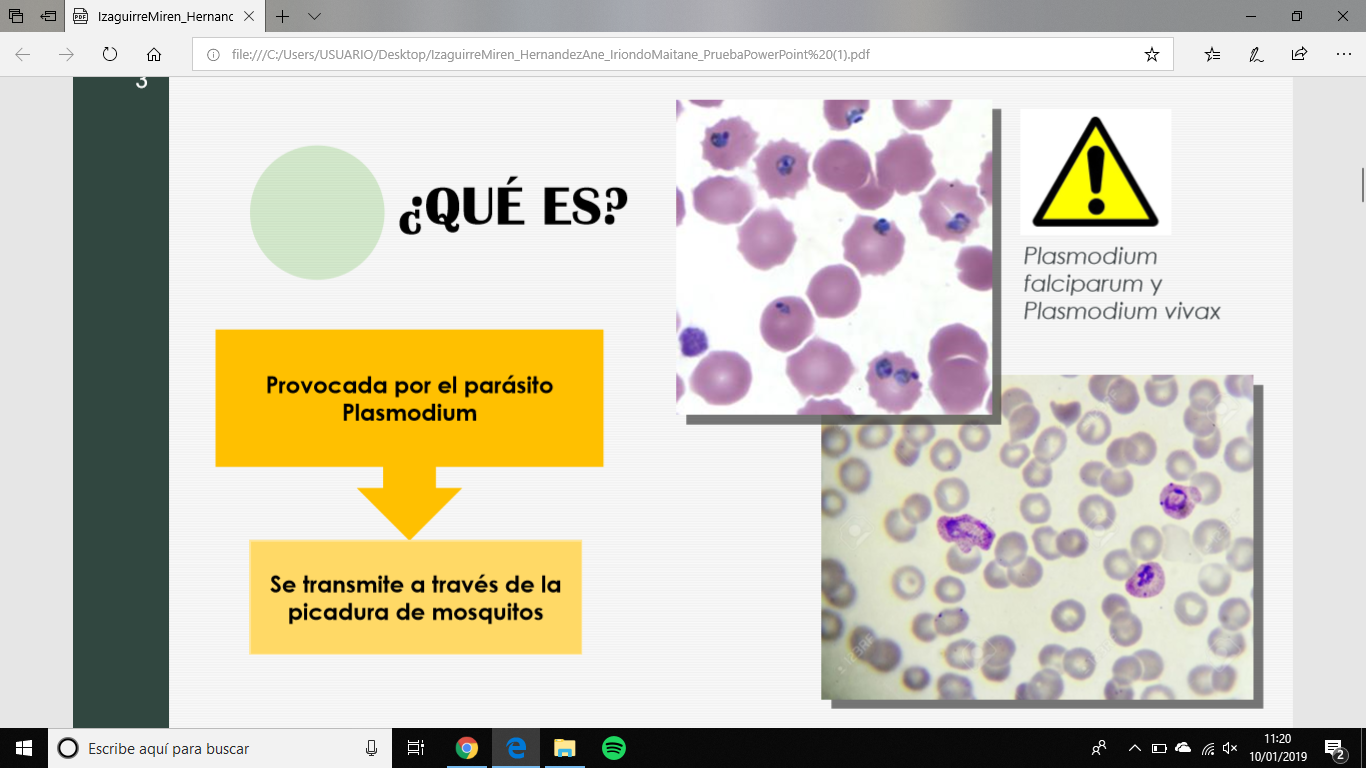 IzaguirreMiren_Hernanc
file:///C:/Users/USUARIO/Desktop/IzaguirreMiren_HernandezAne_IriondoMaitane_PruebaPowerPoint%20(1).pdf
3
¿QUÉ ES?
Plasmodium
falciparum y
Plasmodium vivax
Provocada por el parásito
Plasmodium
Se transmite a través de la
picadura de mosquitos
123RF
Escribe aquí para buscar
11:20
10/01/2019
2